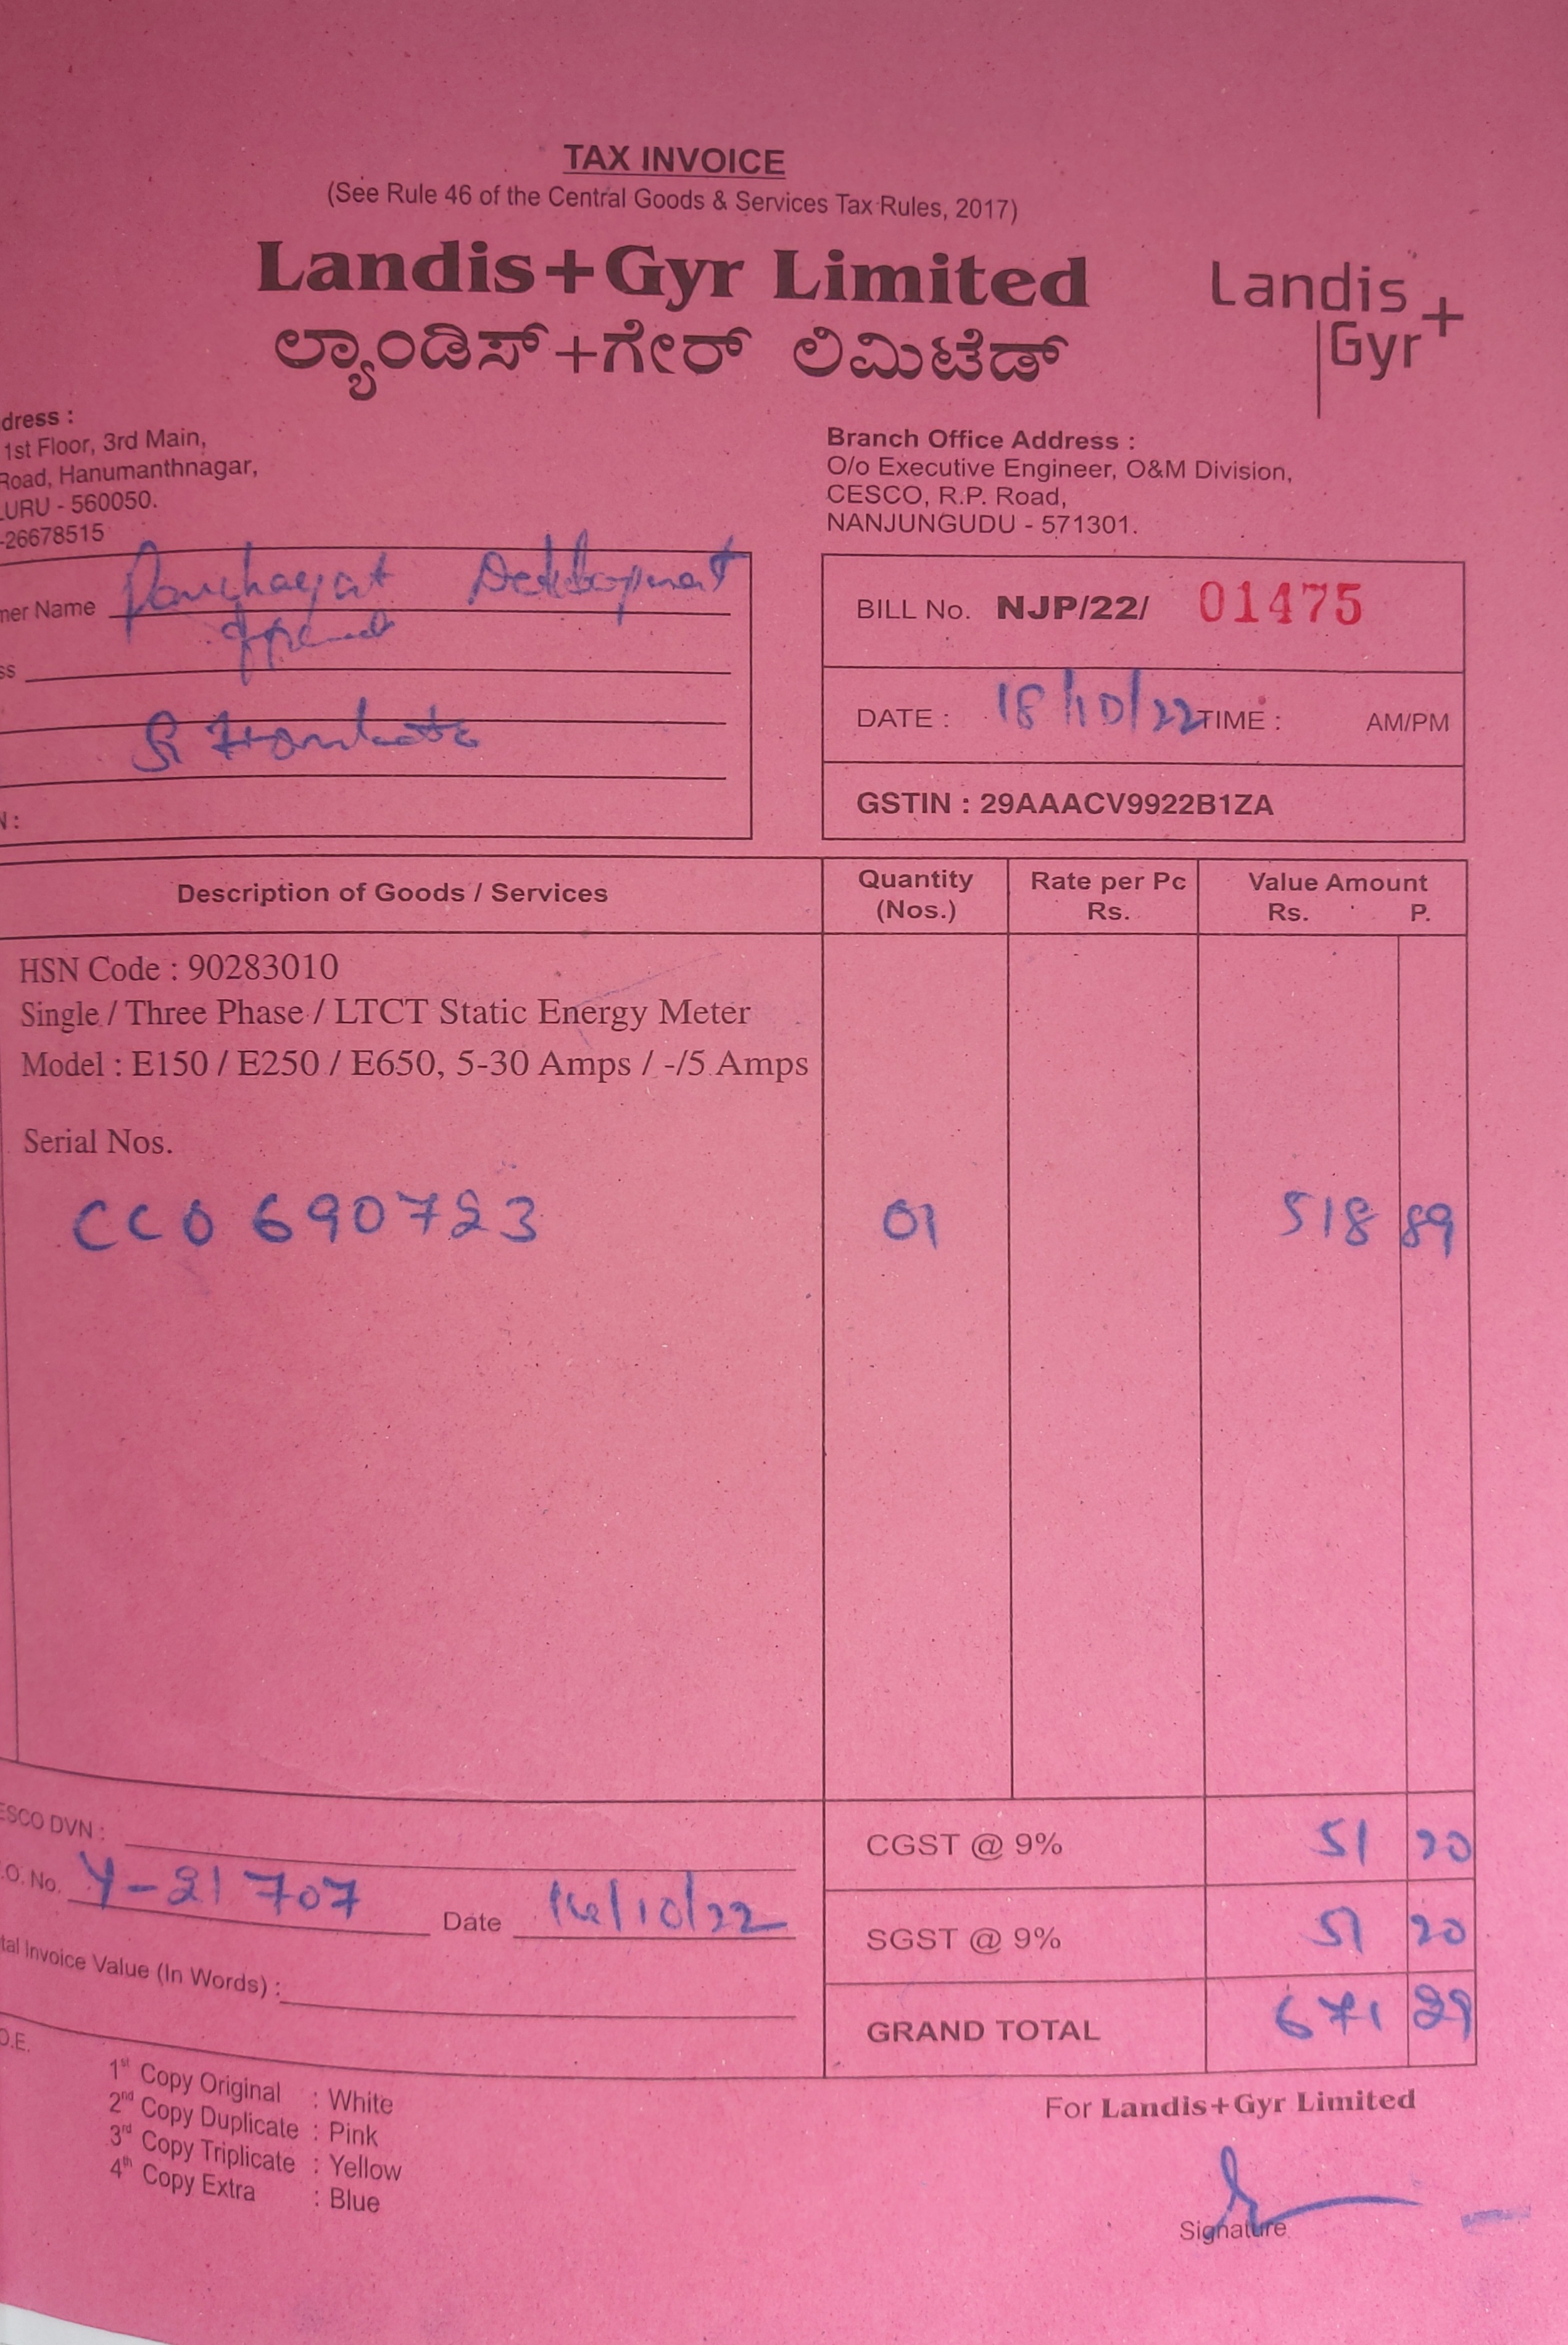 TAX INVOICE
(See Rule 46 of the Central Goods & Services Tax Rules, 2017)
Landis+Gyr Limited
ಲ್ಯಾಂಡಿಸ್+ಗೇರ್ ಲಿಮಿಟೆಡ್
Landis
Gyr+
dress :
1st Floor, 3rd Main,
Road, Hanumanthnagar,
LURU - 560050.
-26678515
Branch Office Address :
O/o Executive Engineer, O&M Division,
CESCO, R.P. Road,
NANJUNGUDU - 571301.
mer Name Panchayat Development
ss
N :
BILL No. NJP/22/ 01475
DATE : 18/10/22 TIME : AM/PM
GSTIN : 29AAACV9922B1ZA
Description of Goods / Services Quantity (Nos.) Rate per Pc Rs. Value Amount Rs. P.
HSN Code : 90283010
Single / Three Phase / LTCT Static Energy Meter
Model : E150 / E250 / E650, 5-30 Amps / -/5 Amps
Serial Nos.
CC0 690723 01 518 89
ESCO DVN :
.O. No. Y-21707 Date 14/10/22
tal Invoice Value (In Words) :
CGST @ 9% 51 20
SGST @ 9% 51 20
GRAND TOTAL 671 29
O.E.
1st Copy Original : White
2nd Copy Duplicate : Pink
3rd Copy Triplicate : Yellow
4th Copy Extra : Blue
For Landis+Gyr Limited
Signature